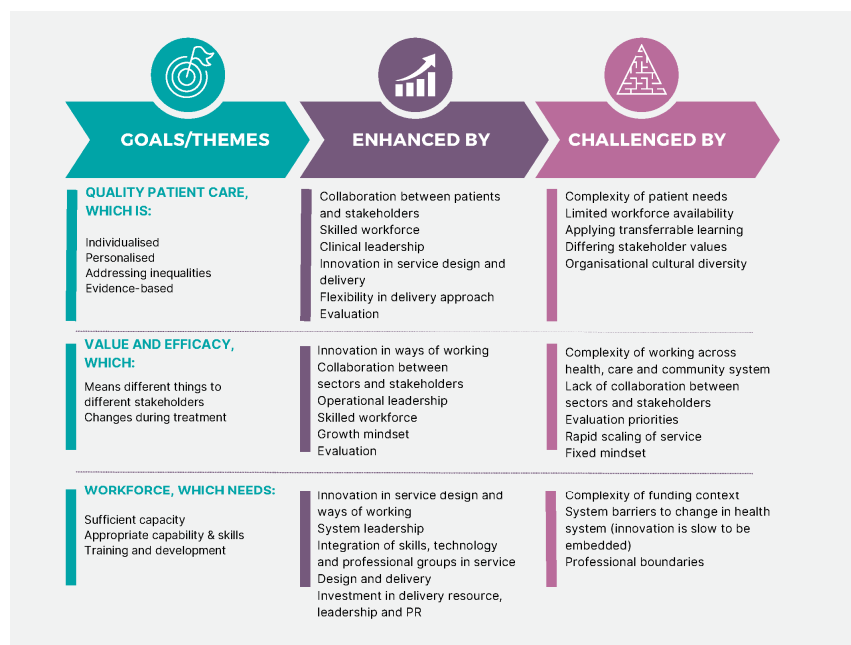 GOALS/THEMES
ENHANCED BY
CHALLENGED BY
QUALITY PATIENT CARE,
WHICH IS:
Individualised
Personalised
Addressing inequalities
Evidence-based
Collaboration between patients
and stakeholders
Skilled workforce
Clinical leadership
Innovation in service design and
delivery
Flexibility in delivery approach
Evaluation
Complexity of patient needs
Limited workforce availability
Applying transferrable learning
Differing stakeholder values
Organisational cultural diversity
VALUE AND EFFICACY,
WHICH:
Means different things to
different stakeholders
Changes during treatment
Innovation in ways of working
Collaboration between
sectors and stakeholders
Operational leadership
Skilled workforce
Growth mindset
Evaluation
Complexity of working across
health, care and community system
Lack of collaboration between
sectors and stakeholders
Evaluation priorities
Rapid scaling of service
Fixed mindset
WORKFORCE, WHICH NEEDS:
Sufficient capacity
Appropriate capability & skills
Training and development
Innovation in service design and
ways of working
System leadership
Integration of skills, technology
and professional groups in service
Design and delivery
Investment in delivery resource,
leadership and PR
Complexity of funding context
System barriers to change in health
system (innovation is slow to be
embedded)
Professional boundaries